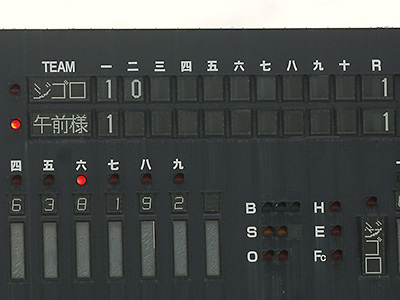 TEAM 一 二 三 四 五 六 七 八 九 十 R
ジゴロ 1 0 1
午前様 1 1
四 五 六 七 八 九
6 3 8 1 9 2
B H
S E
O Fc
ジゴロ